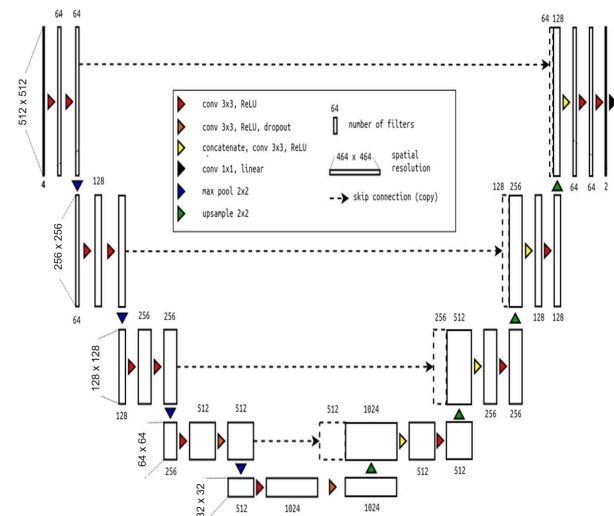 64 64
64 128
512 x 512
4
64 64 2
conv 3x3, ReLU
conv 3x3, ReLU, dropout
concatenate, conv 3x3, ReLU
conv 1x1, linear
max pool 2x2
upsample 2x2
64
number of filters
464 x 464
spatial
resolution
skip connection (copy)
128
128 256
256 x 256
64
128 128
256 256
256 512
128 x 128
128
256 256
512 512
512 1024
64 x 64
256
512 512
32 x 32
512 1024 1024